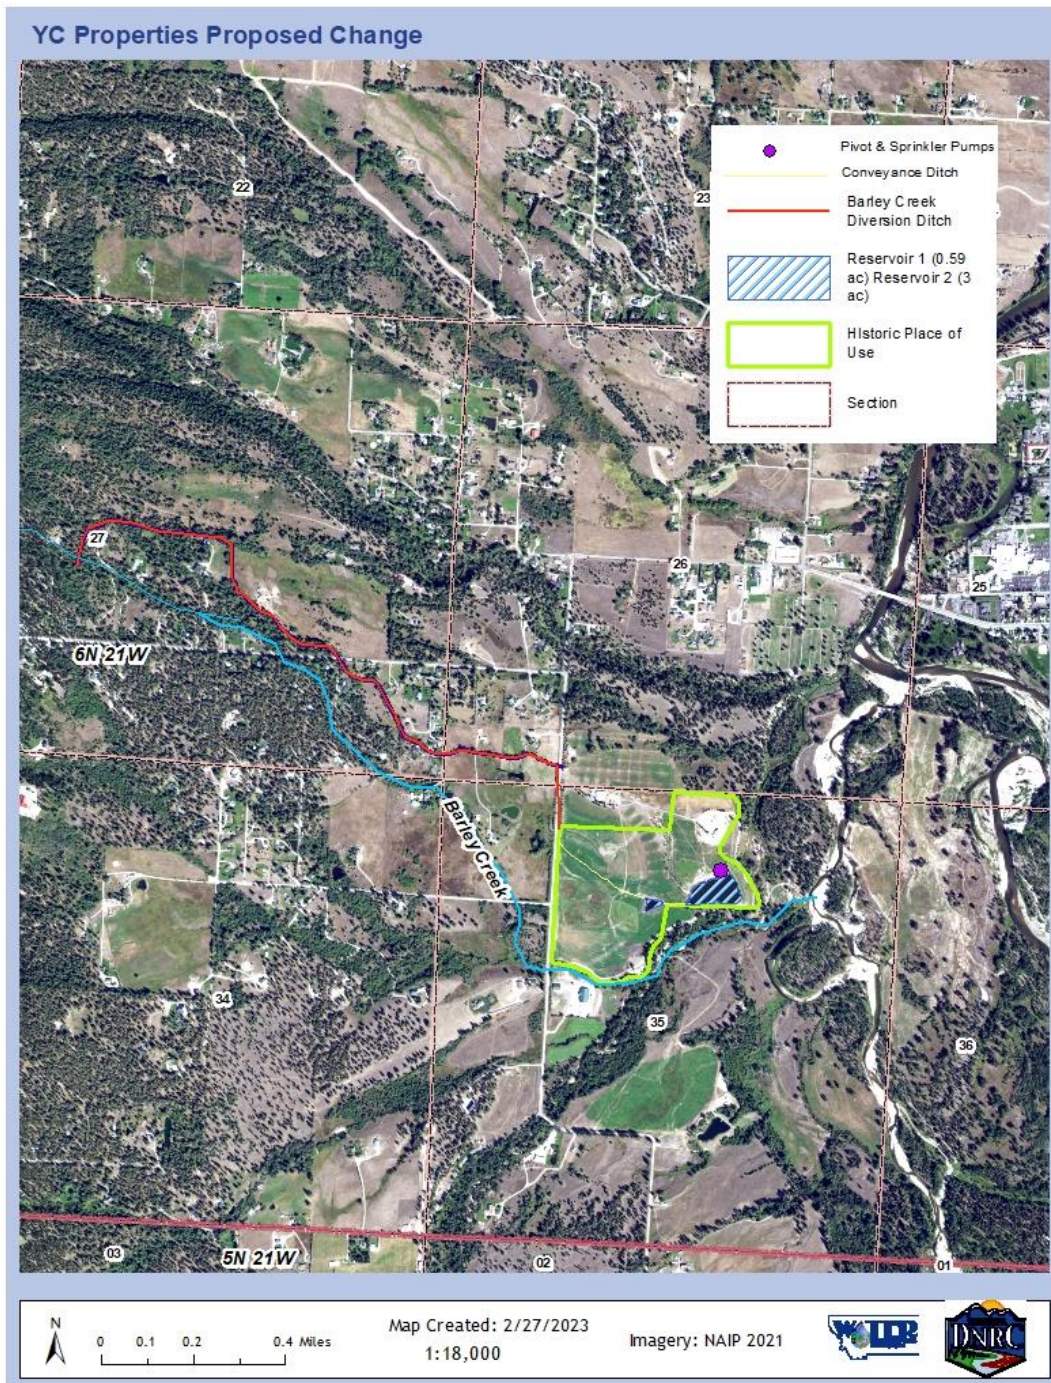 YC Properties Proposed Change
Pivot & Sprinkler Pumps
Conveyance Ditch
Barley Creek
Diversion Ditch
Reservoir 1 (0.59
ac) Reservoir 2 (3
ac)
Historic Place of
Use
Section
22
23
27
26
25
6N 21W
Barley Creek
34
35
36
03
5N 21W
02
01
N
0 0.1 0.2 0.4 Miles
Map Created: 2/27/2023
1:18,000
Imagery: NAIP 2021
WATER
DNRC